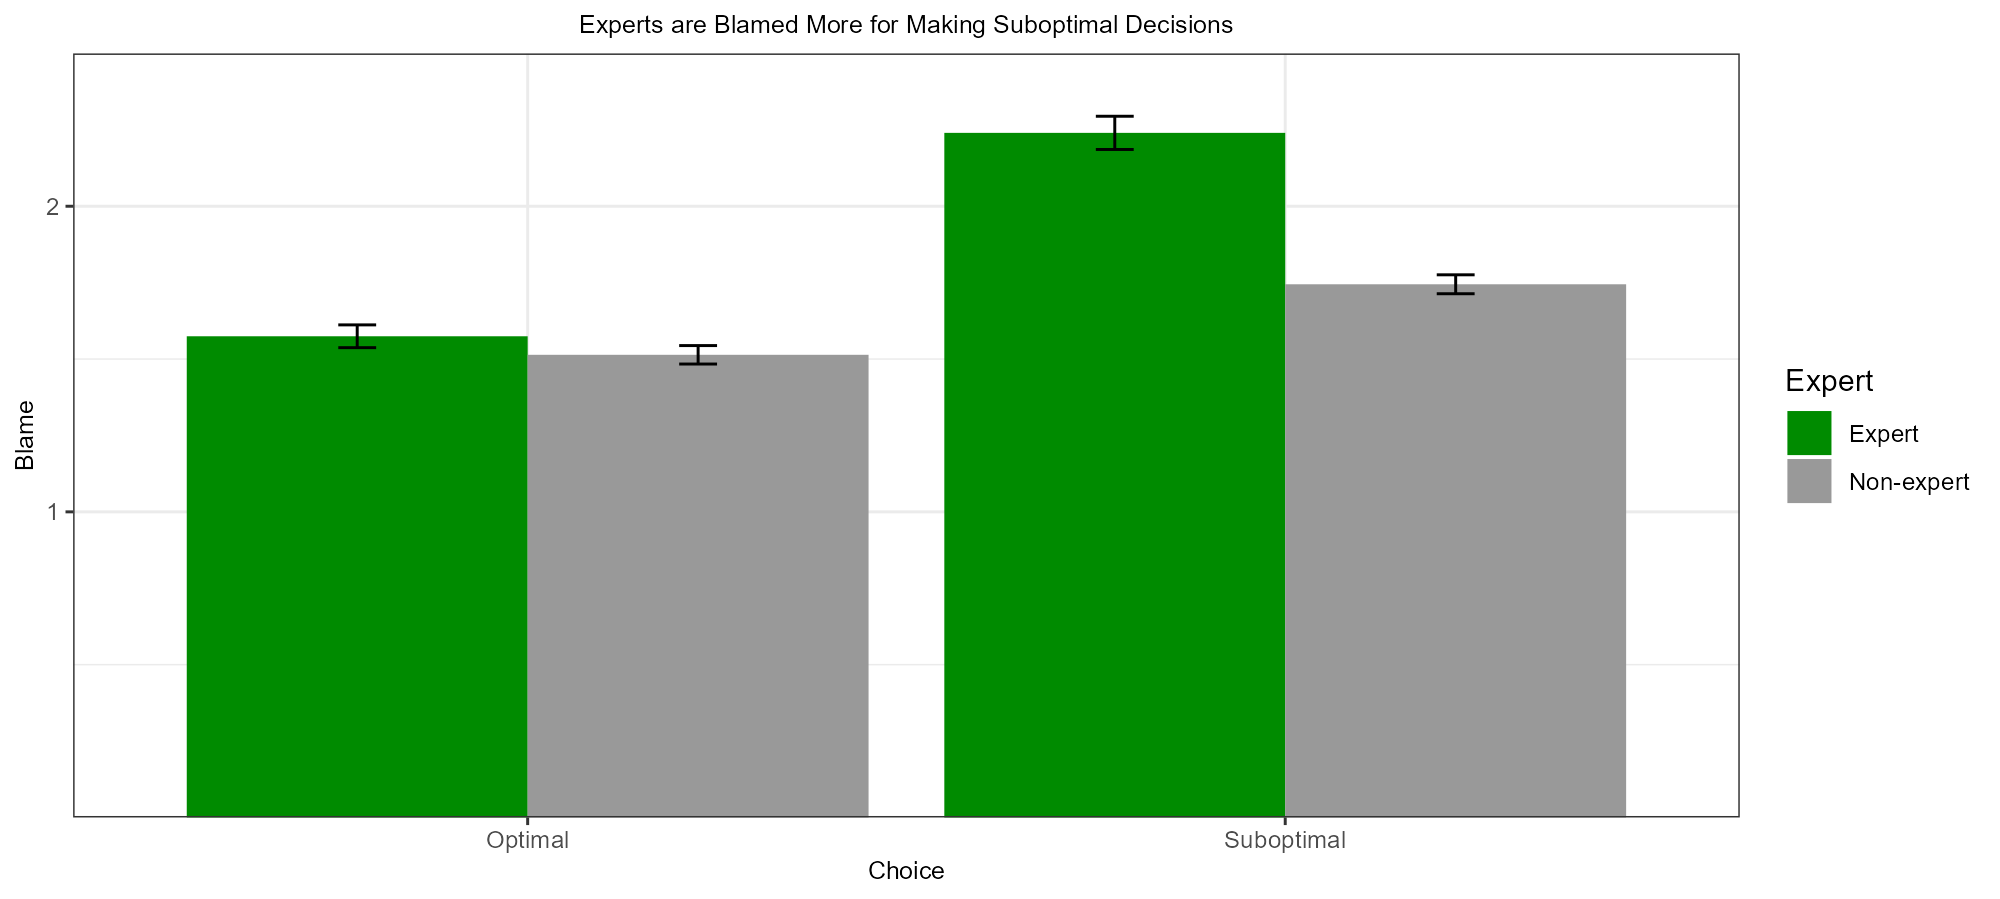 Experts are Blamed More for Making Suboptimal Decisions
2
1
Blame
Optimal
Suboptimal
Choice
Expert
Expert
Non-expert